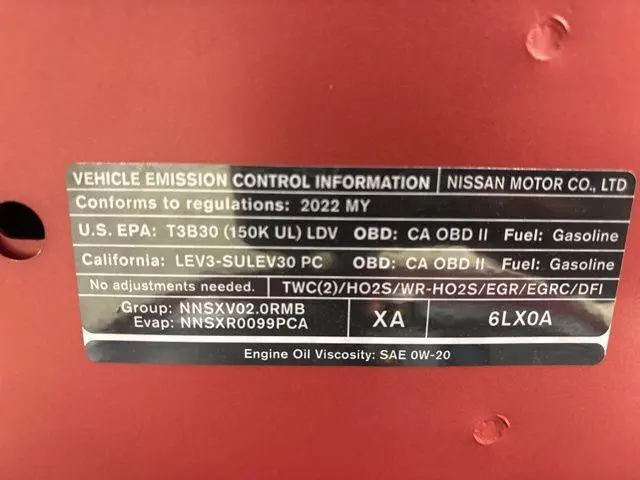 VEHICLE EMISSION CONTROL INFORMATION NISSAN MOTOR CO., LTD
Conforms to regulations: 2022 MY
U.S. EPA: T3B30 (150K UL) LDV OBD: CA OBD II Fuel: Gasoline
California: LEV3-SULEV30 PC OBD: CA OBD II Fuel: Gasoline
No adjustments needed. TWC(2)/HO2S/WR-HO2S/EGR/EGRC/DFI
Group: NNSXV02.0RMB
Evap: NNSXR0099PCA
XA
6LX0A
Engine Oil Viscosity: SAE 0W-20